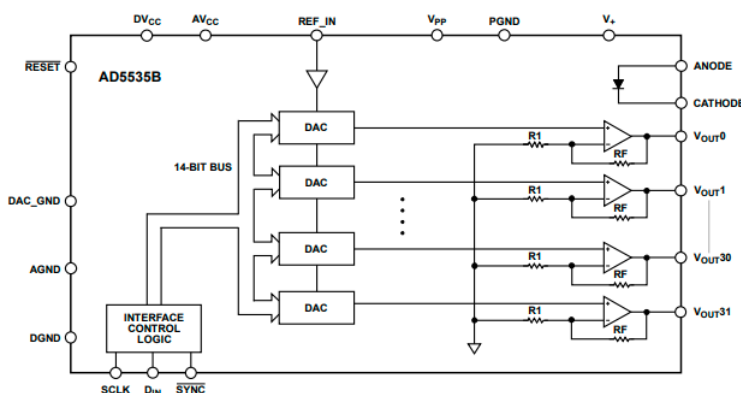 DVCC AVCC REF_IN VPP PGND V+
RESET
AD5535B
ANODE
CATHODE
DAC
R1
RF
VOUT0
14-BIT BUS
DAC
R1
RF
VOUT1
DAC_GND
DAC
R1
RF
VOUT30
AGND
DAC
R1
RF
VOUT31
INTERFACE
CONTROL
LOGIC
DGND
SCLK DIN SYNC